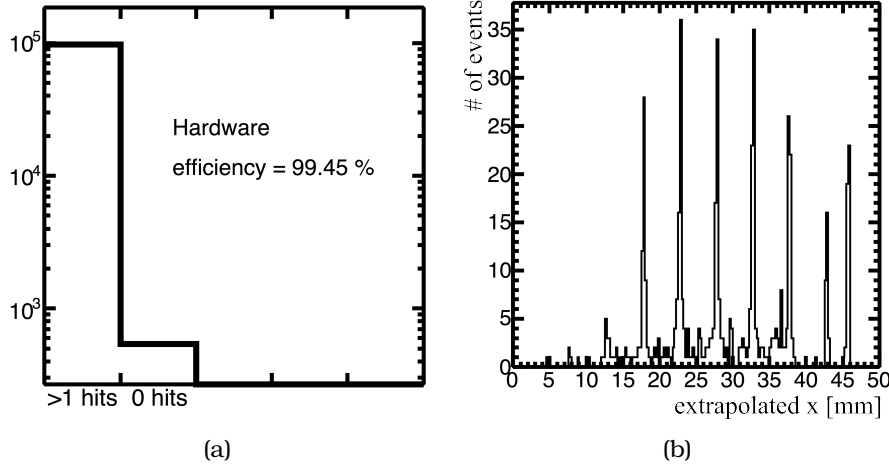 10^5
10^4
10^3
Hardware
efficiency = 99.45 %
>1 hits 0 hits
(a)
# of events
35
30
25
20
15
10
5
0
0 5 10 15 20 25 30 35 40 45 50
extrapolated x [mm]
(b)